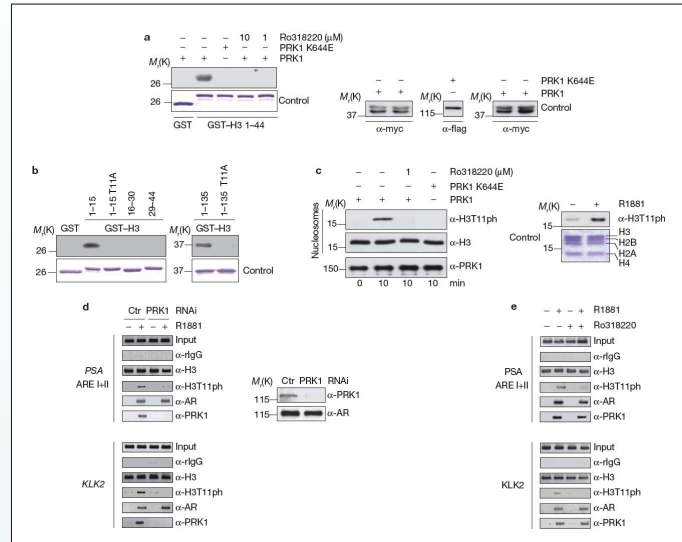 a
– – – 10 1 Ro318220 (μM)
– – + – – PRK1 K644E
+ + – + + PRK1
Mr(K)
26
26
Control
GST GST–H3 1–44
+ PRK1 K644E
+ + – + + PRK1
Mr(K)
37 115 37
Control
α-myc α-flag α-myc
b
1–15
1–15 T11A
16–30
29–44
1–135
1–135 T11A
Mr(K) GST GST–H3 GST–H3
26 37
26 37
Control
c
– – 1 – Ro318220 (μM)
– – – + PRK1 K644E
+ + + – PRK1
Mr(K)
Nucleosomes
15 α-H3T11ph
15 α-H3
150 α-PRK1
0 10 10 10 min
– + R1881
Mr(K)
15 α-H3T11ph
Control
15
H3
H2B
H2A
H4
d
Ctr PRK1 RNAi
– + – + R1881
Input
α-rIgG
PSA α-H3
ARE I+II α-H3T11ph
α-AR
α-PRK1
Mr(K) Ctr PRK1 RNAi
115 α-PRK1
115 α-AR
Input
α-rIgG
KLK2 α-H3
α-H3T11ph
α-AR
α-PRK1
e
– + – + R1881
– – + + Ro318220
Input
α-rIgG
PSA α-H3
ARE I+II α-H3T11ph
α-AR
α-PRK1
Input
α-rIgG
KLK2 α-H3
α-H3T11ph
α-AR
α-PRK1